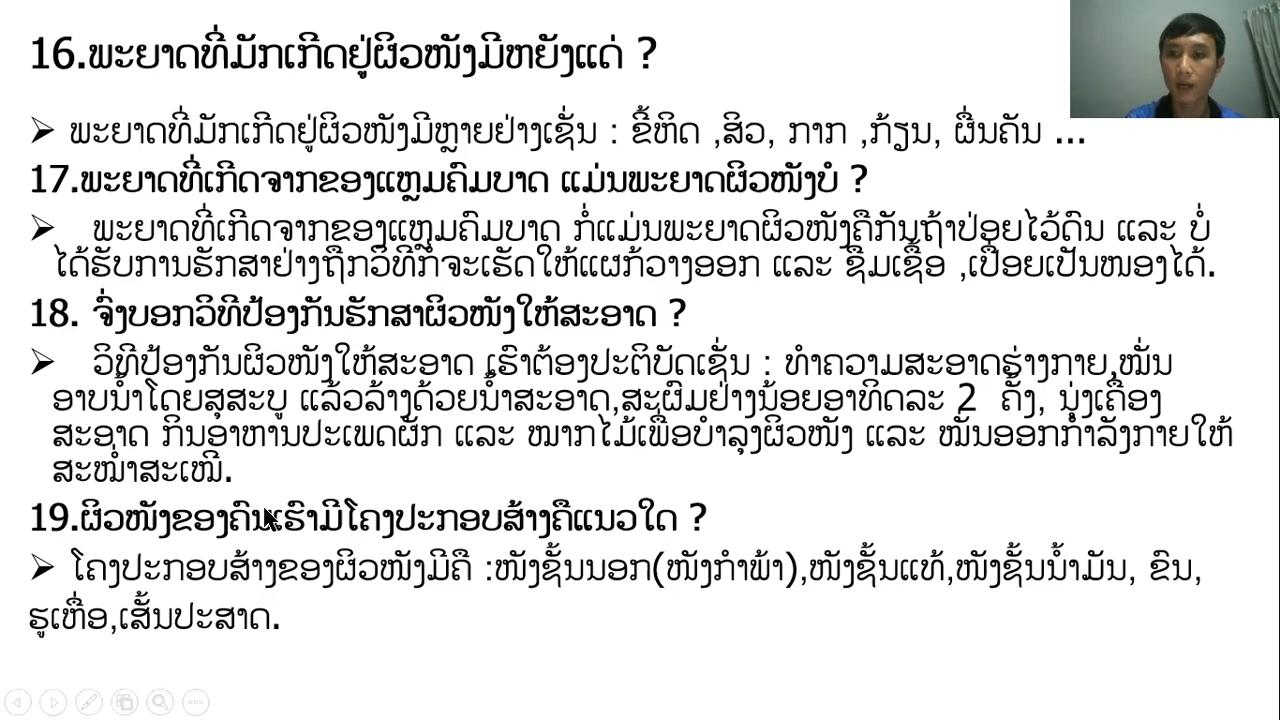 16.ພະຍາດທີ່ມັກເກີດຢູ່ຜິວໜັງມີຫຍັງແດ່ ?
➢ ພະຍາດທີ່ມັກເກີດຢູ່ຜິວໜັງມີຫຼາຍຢ່າງເຊັ່ນ : ຂີ້ຫິດ ,ສິວ, ກາກ ,ກ້ຽນ, ຜື່ນຄັນ ...
17.ພະຍາດທີ່ເກີດຈາກຂອງແຫຼມຄົມບາດ ແມ່ນພະຍາດຜິວໜັງບໍ ?
➢ ພະຍາດທີ່ເກີດຈາກຂອງແຫຼມຄົມບາດ ກໍ່ແມ່ນພະຍາດຜິວໜັງຄືກັນຖ້າປ່ອຍໄວ້ດົນ ແລະ ບໍ່
ໄດ້ຮັບການຮັກສາຢ່າງຖືກວິທີກໍຈະເຮັດໃຫ້ແຜກ້ວາງອອກ ແລະ ຊຶມເຊື້ອ ,ເປື່ອຍເປັນໜອງໄດ້.
18. ຈົ່ງບອກວິທີປ້ອງກັນຮັກສາຜິວໜັງໃຫ້ສະອາດ ?
➢ ວິທີປ້ອງກັນຜິວໜັງໃຫ້ສະອາດ ເຮົາຕ້ອງປະຕິບັດເຊັ່ນ : ທຳຄວາມສະອາດຮ່າງກາຍ,ໝັ່ນ
ອາບນ້ຳໂດຍສຸສະບູ ແລ້ວລ້າງດ້ວຍນ້ຳສະອາດ,ສະຜົມຢ່າງນ້ອຍອາທິດລະ 2 ຄັ້ງ, ນຸ່ງເຄື່ອງ
ສະອາດ ກິນອາຫານປະເພດຜັກ ແລະ ໝາກໄມ້ເພື່ອບຳລຸງຜິວໜັງ ແລະ ໝັ່ນອອກກຳລັງກາຍໃຫ້
ສະໝ່ຳສະເໝີ.
19.ຜິວໜັງຂອງຄົນເຮົາມີໂຄງປະກອບສ້າງຄືແນວໃດ ?
➢ ໂຄງປະກອບສ້າງຂອງຜິວໜັງມີຄື :ໜັງຊັ້ນນອກ(ໜັງກຳພ້າ),ໜັງຊັ້ນແທ້,ໜັງຊັ້ນນ້ຳມັນ, ຂົນ,
ຮູເຫື່ອ,ເສັ້ນປະສາດ.